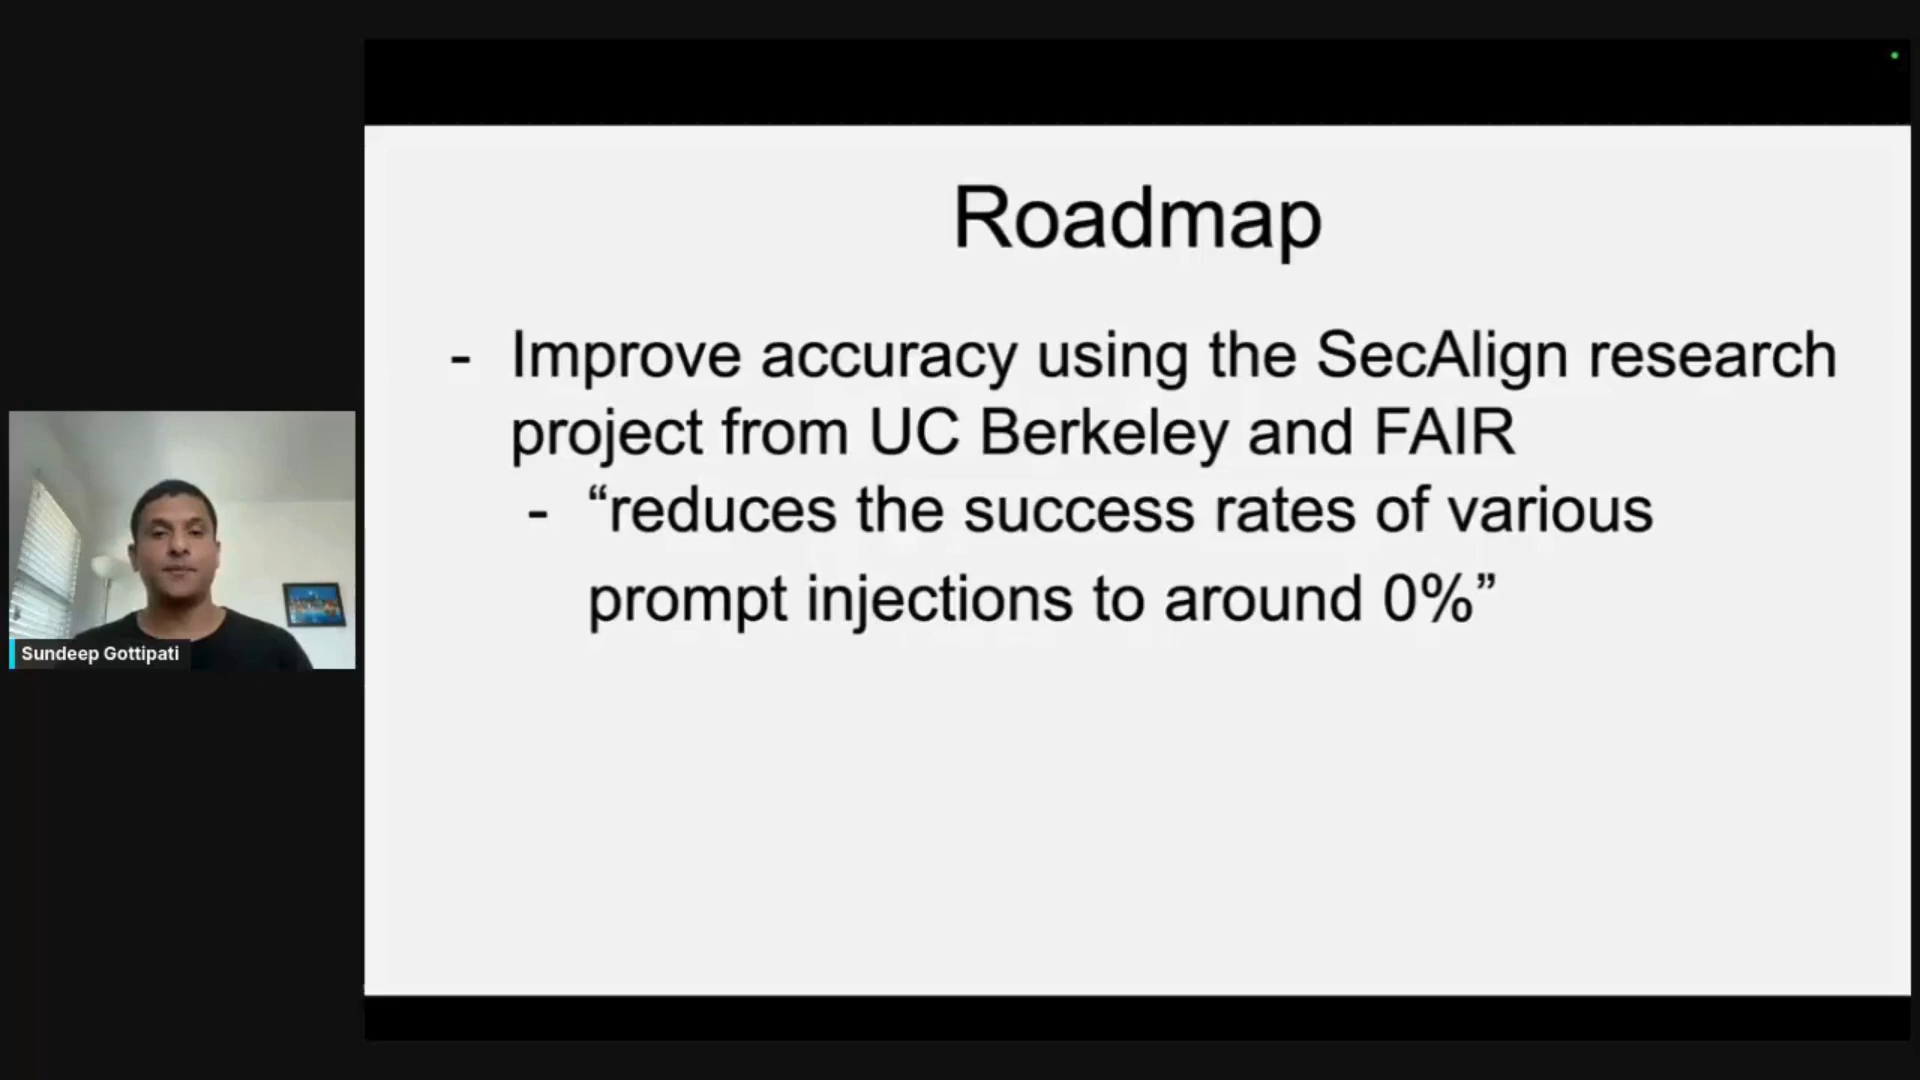 Roadmap
- Improve accuracy using the SecAlign research
project from UC Berkeley and FAIR
- “reduces the success rates of various
prompt injections to around 0%”
Sundeep Gottipati